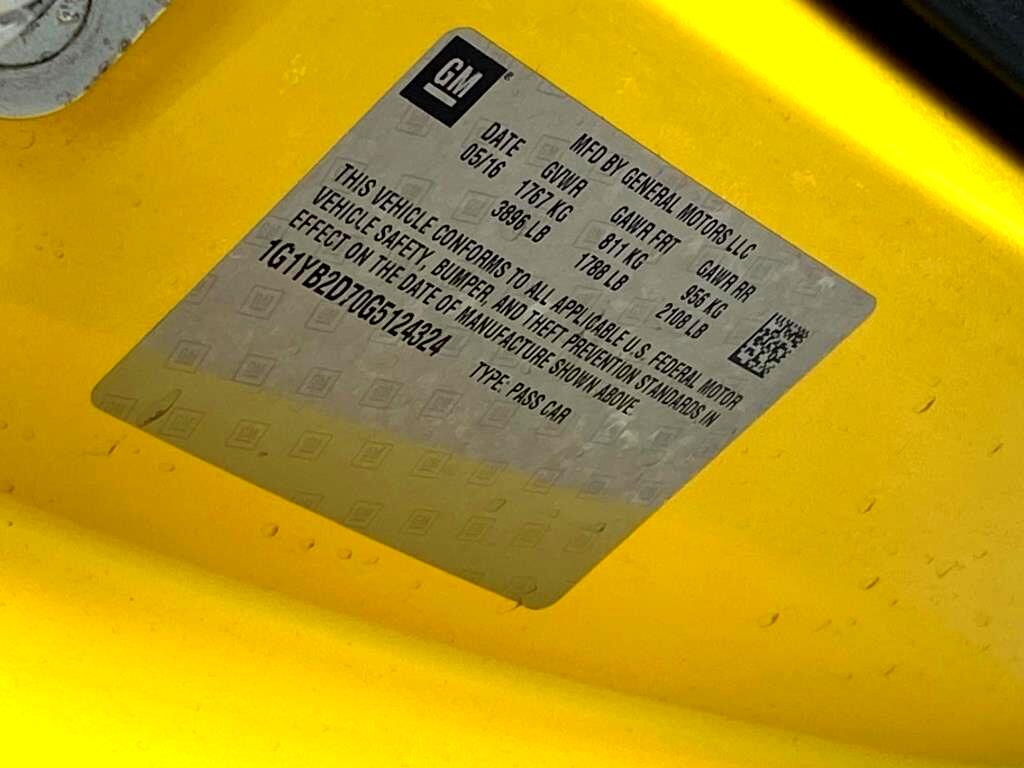 GM
MFD BY GENERAL MOTORS LLC
DATE GVWR GAWR FRT GAWR RR
05/16 1767 KG 811 KG 956 KG
3896 LB 1788 LB 2108 LB
THIS VEHICLE CONFORMS TO ALL APPLICABLE U.S. FEDERAL MOTOR
VEHICLE SAFETY, BUMPER, AND THEFT PREVENTION STANDARDS IN
EFFECT ON THE DATE OF MANUFACTURE SHOWN ABOVE.
1G1YB2D70G5124324
TYPE: PASS CAR